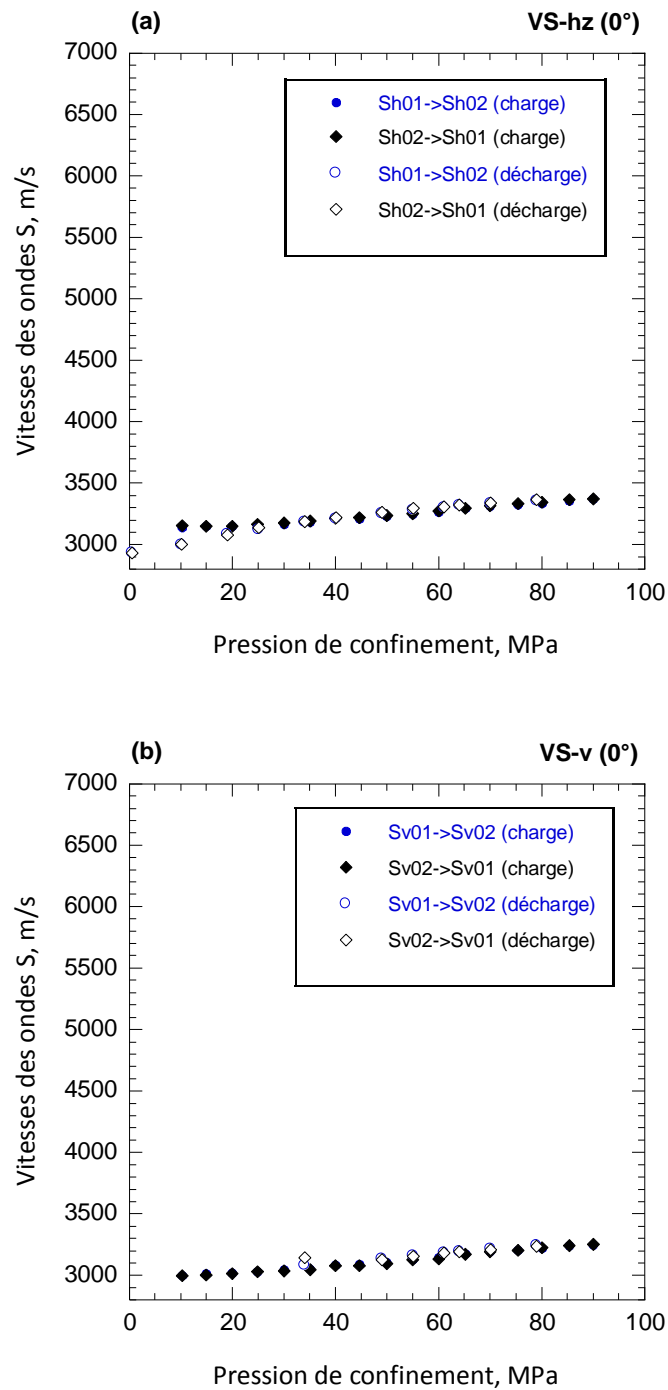 (a) VS-hz (0°)
7000
6500
6000
5500
5000
4500
4000
3500
3000
Vitesses des ondes S, m/s
Sh01->Sh02 (charge)
Sh02->Sh01 (charge)
Sh01->Sh02 (décharge)
Sh02->Sh01 (décharge)
0 20 40 60 80 100
Pression de confinement, MPa
(b) VS-v (0°)
7000
6500
6000
5500
5000
4500
4000
3500
3000
Vitesses des ondes S, m/s
Sv01->Sv02 (charge)
Sv02->Sv01 (charge)
Sv01->Sv02 (décharge)
Sv02->Sv01 (décharge)
0 20 40 60 80 100
Pression de confinement, MPa